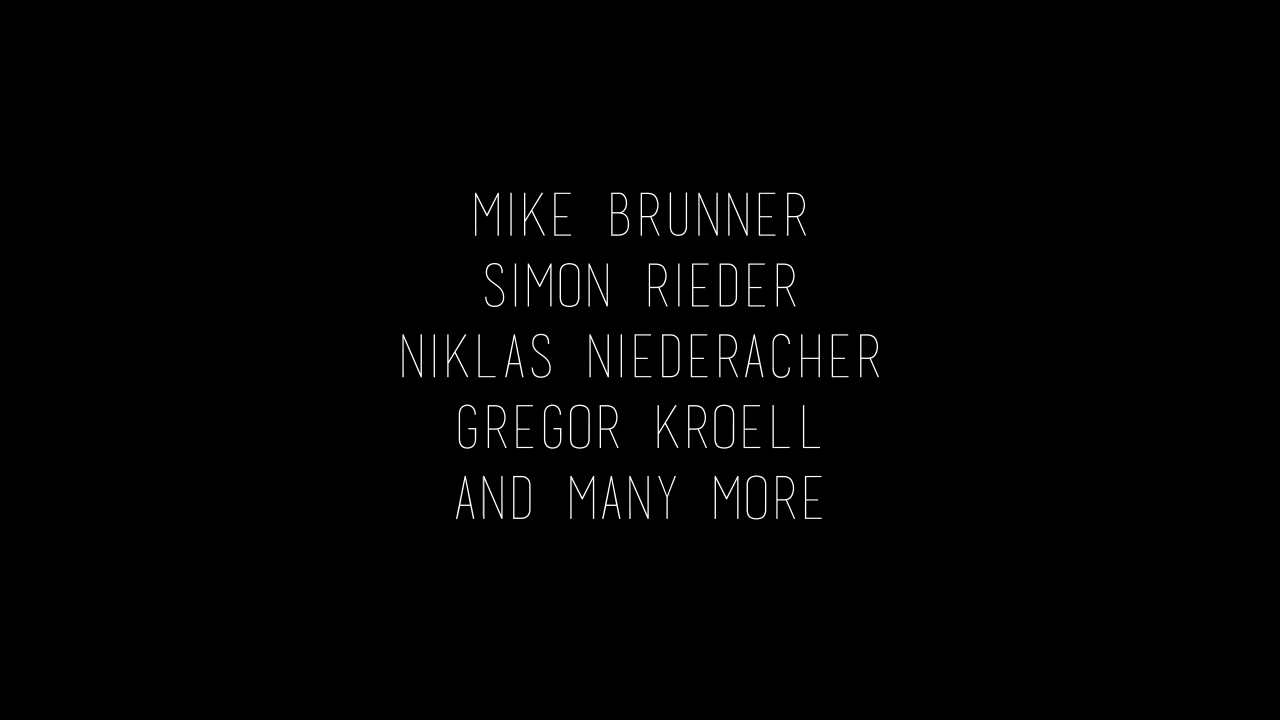 MIKE BRUNNER
SIMON RIEDER
NIKLAS NIEDERACHER
GREGOR KROELL
AND MANY MORE